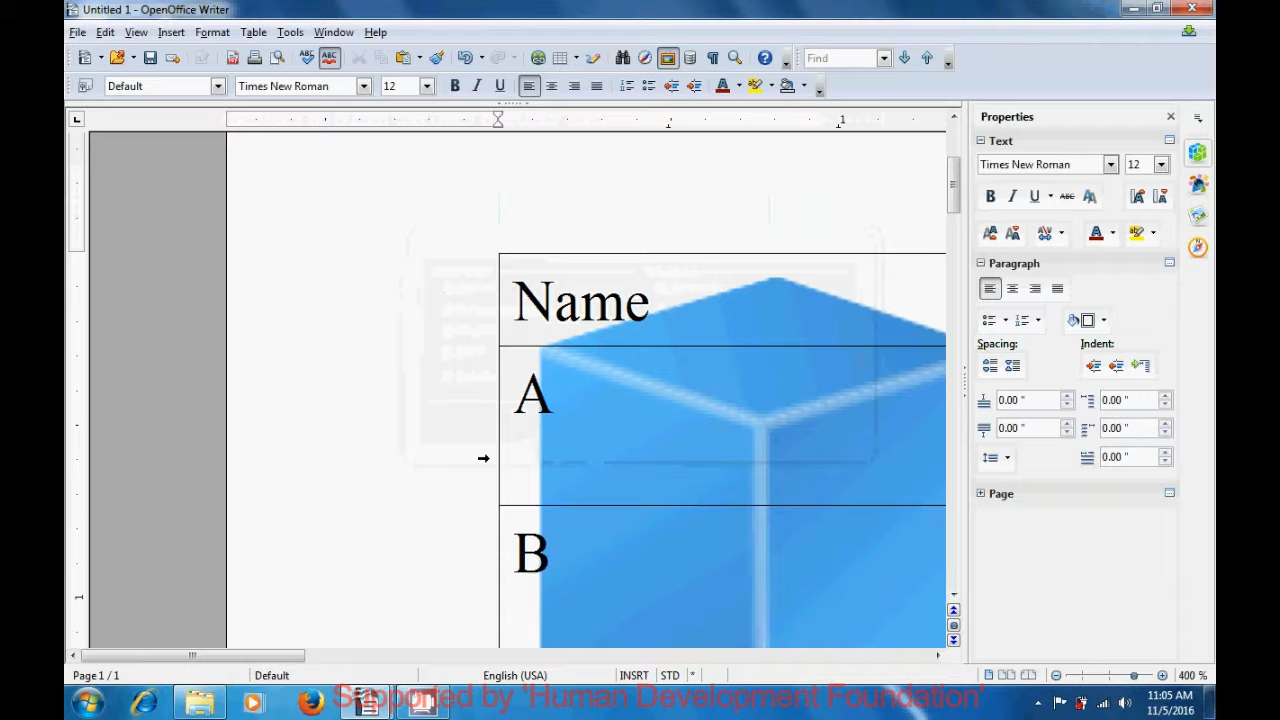 Untitled 1 - OpenOffice Writer
File Edit View Insert Format Table Tools Window Help
Find
Default Times New Roman 12 B I U
1
Properties
Text
Times New Roman 12
B I U ABC
Paragraph
Spacing: Indent:
0.00 " 0.00 "
0.00 " 0.00 "
0.00 "
Page
Name
A
B
1
Page 1 / 1 Default English (USA) INSRT STD * 400 %
Supported by 'Human Development Foundation'
11:05 AM
11/5/2016